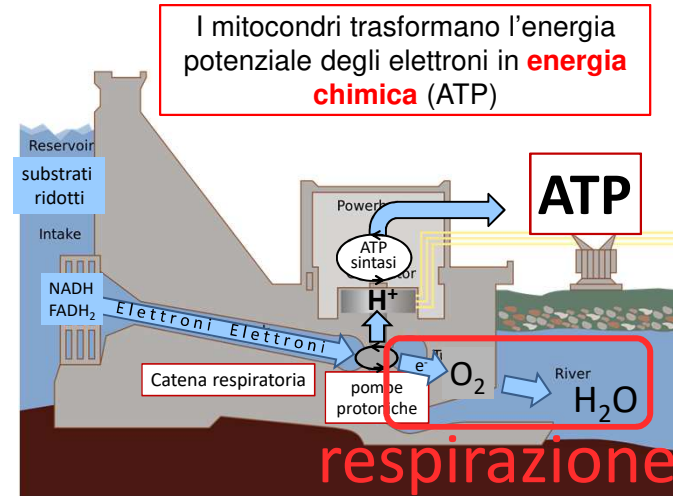 I mitocondri trasformano l'energia
potenziale degli elettroni in energia
chimica (ATP)
Reservoir
substrati
ridotti
Intake
NADH
FADH₂
Elettroni Elettroni
Catena respiratoria
ATP
sintasi
H⁺
pompe
protoniche
ATP
e⁻
O₂
River
H₂O
respirazione